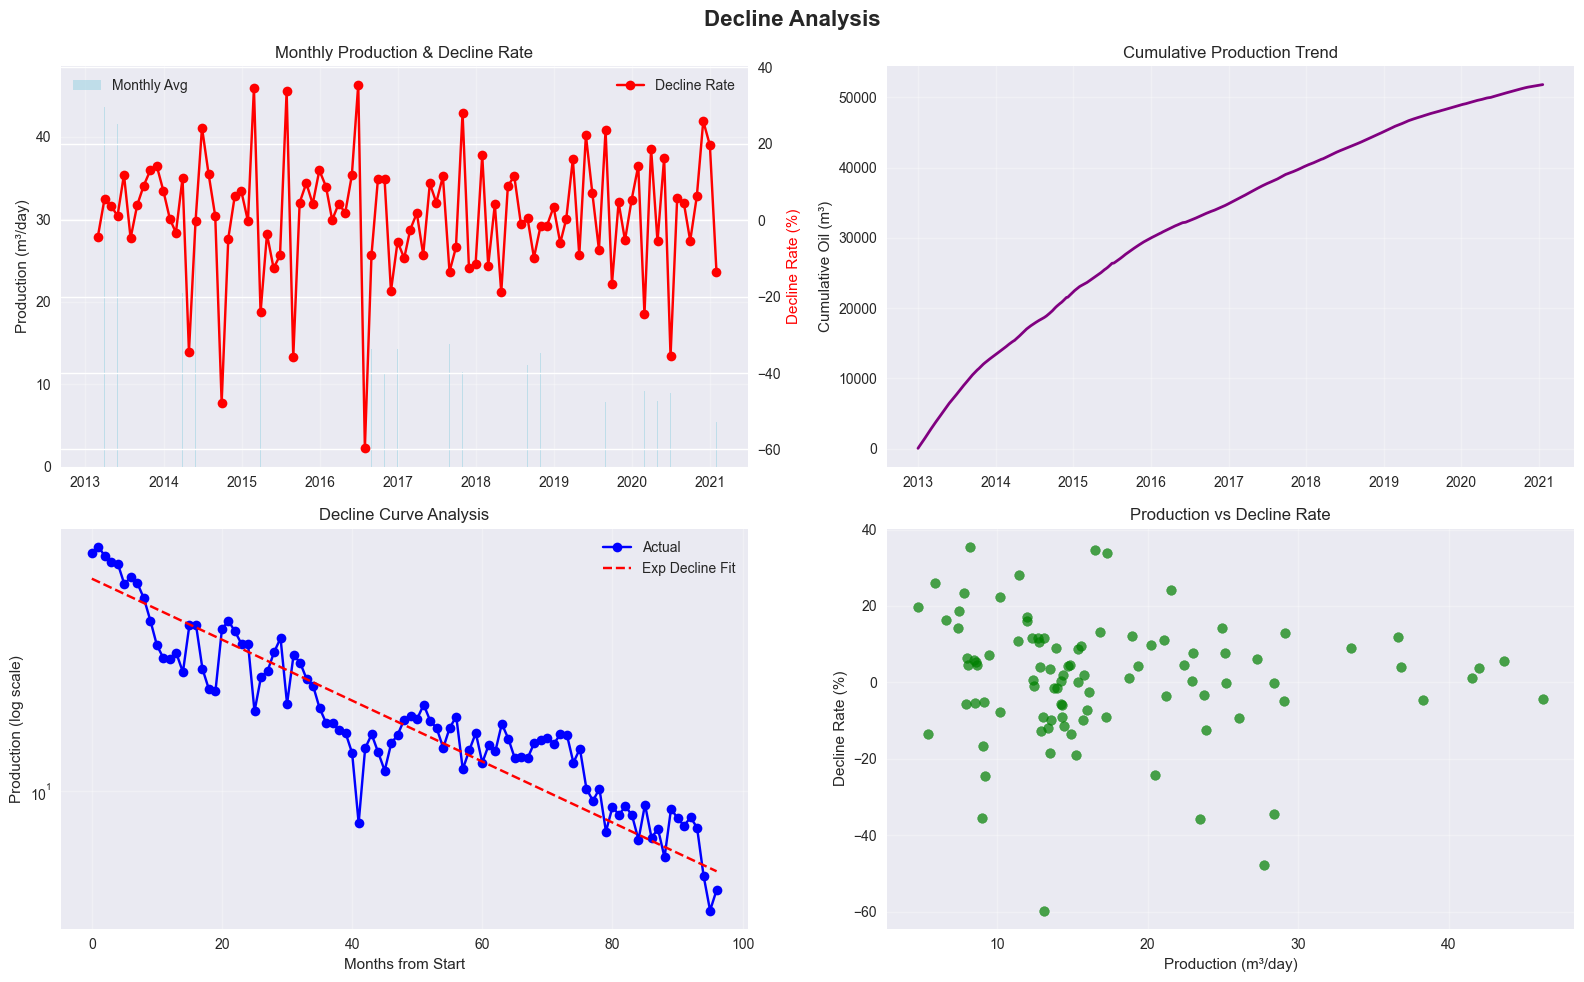 Decline Analysis
Monthly Production & Decline Rate
Monthly Avg
Decline Rate
Production (m³/day)
40
30
20
10
0
Decline Rate (%)
40
20
0
−20
−40
−60
2013 2014 2015 2016 2017 2018 2019 2020 2021
Cumulative Production Trend
Cumulative Oil (m³)
50000
40000
30000
20000
10000
0
2013 2014 2015 2016 2017 2018 2019 2020 2021
Decline Curve Analysis
Actual
Exp Decline Fit
Production (log scale)
10¹
0 20 40 60 80 100
Months from Start
Production vs Decline Rate
Decline Rate (%)
40
20
0
−20
−40
−60
10 20 30 40
Production (m³/day)